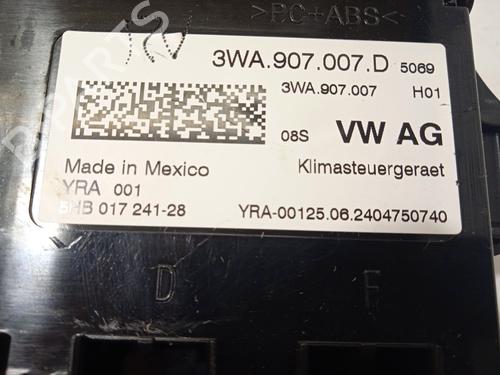 >PC+ABS<
3WA.907.007.D 5069
3WA.907.007 H01
08S VW AG
Made in Mexico Klimasteuergeraet
YRA 001
5HB 017 241-28 YRA-00125.06.2404750740
D F